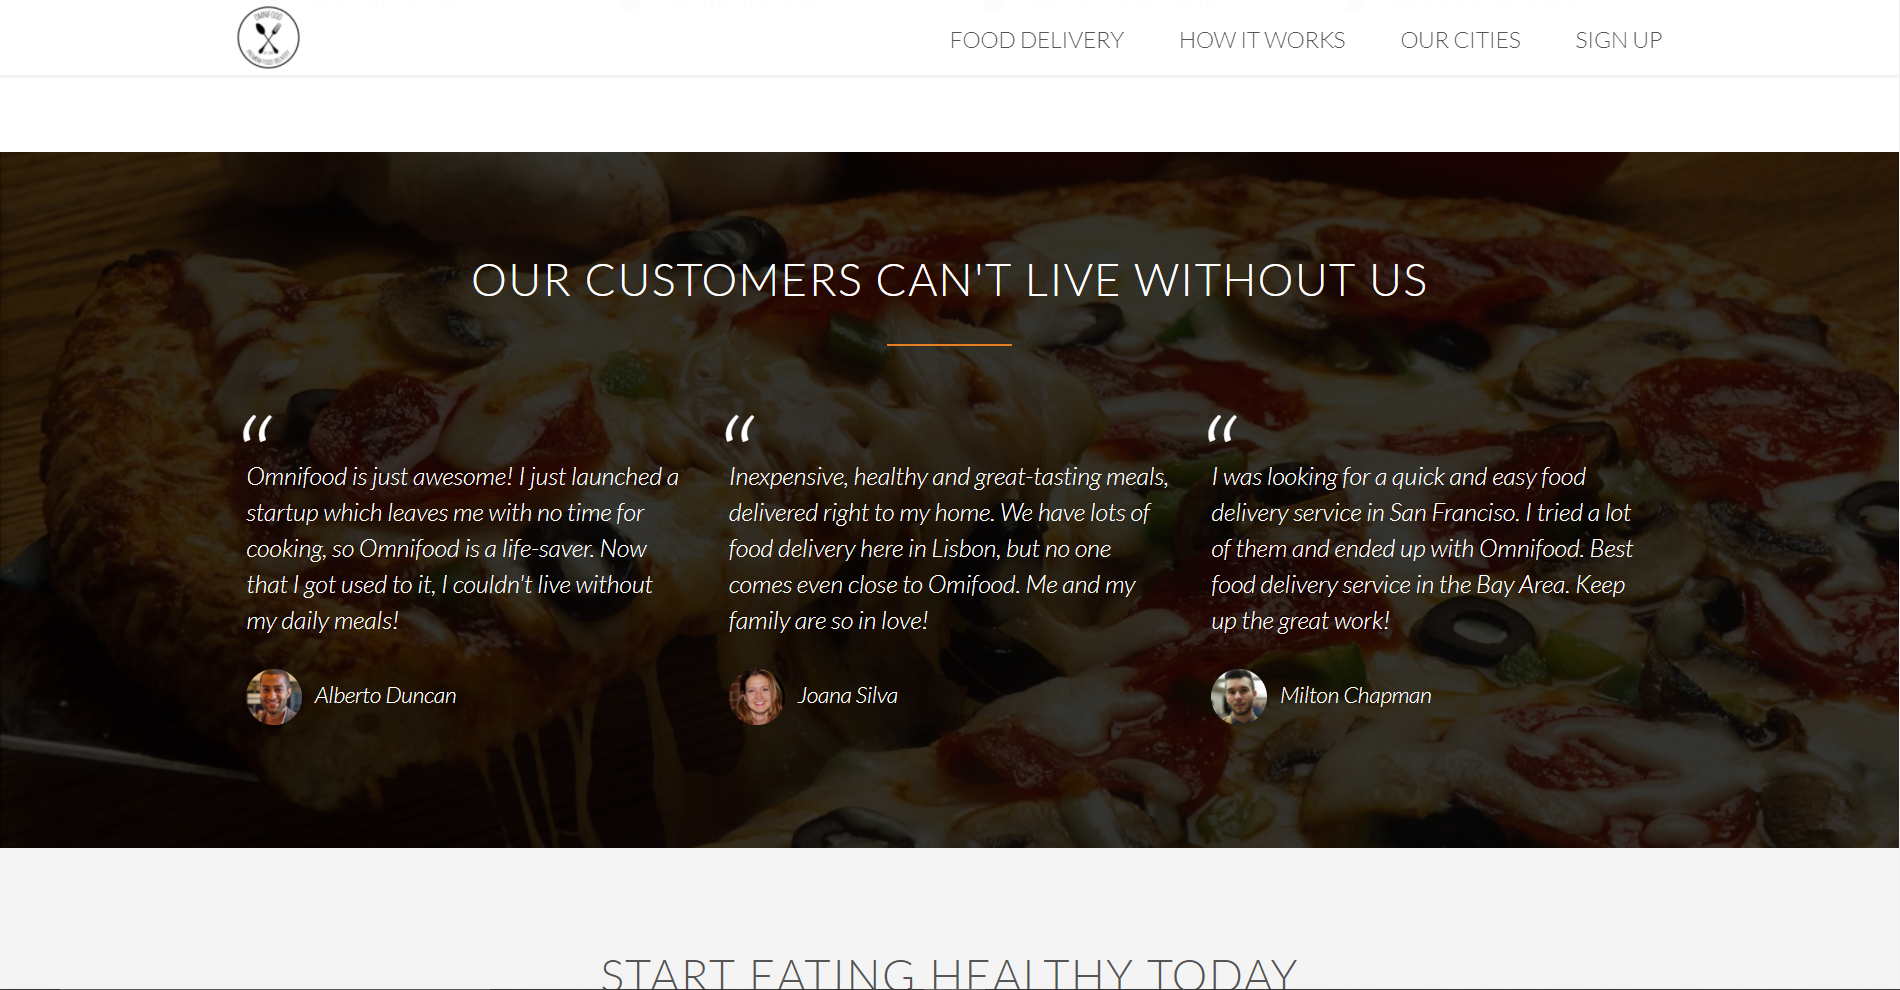 OMNIFOOD
FOOD DELIVERY
HOW IT WORKS
OUR CITIES
SIGN UP
OUR CUSTOMERS CAN'T LIVE WITHOUT US
“
Omnifood is just awesome! I just launched a
startup which leaves me with no time for
cooking, so Omnifood is a life-saver. Now
that I got used to it, I couldn't live without
my daily meals!
Alberto Duncan
“
Inexpensive, healthy and great-tasting meals,
delivered right to my home. We have lots of
food delivery here in Lisbon, but no one
comes even close to Omifood. Me and my
family are so in love!
Joana Silva
“
I was looking for a quick and easy food
delivery service in San Franciso. I tried a lot
of them and ended up with Omnifood. Best
food delivery service in the Bay Area. Keep
up the great work!
Milton Chapman
START EATING HEALTHY TODAY